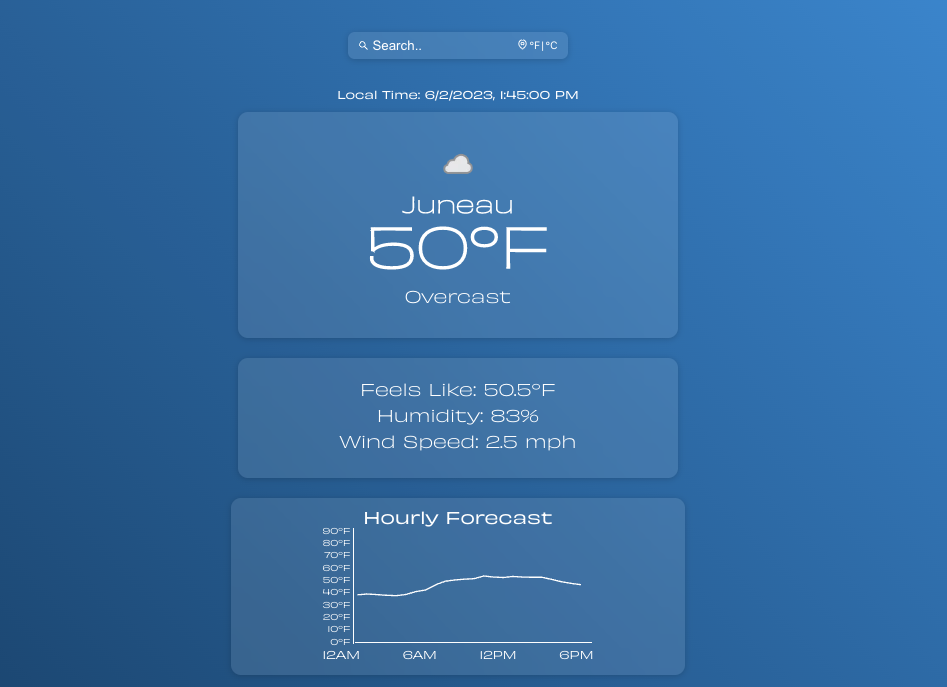 Search.. °F|°C
Local Time: 6/2/2023, 1:45:00 PM
Juneau
50°F
Overcast
Feels Like: 50.5°F
Humidity: 83%
Wind Speed: 2.5 mph
Hourly Forecast
90°F
80°F
70°F
60°F
50°F
40°F
30°F
20°F
10°F
0°F
12AM 6AM 12PM 6PM